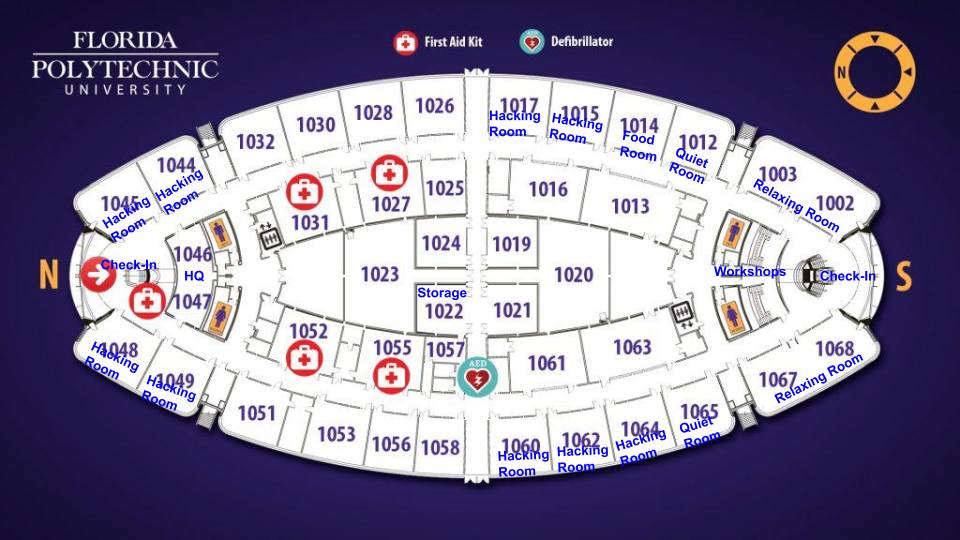 FLORIDA
POLYTECHNIC
UNIVERSITY
First Aid Kit
AED
Defibrillator
N
1026
1017
Hacking
Room
1015
Hacking
Room
1014
Food
Room
1012
Quiet
Room
1028
1030
1032
1044
Hacking
Room
1045
Hacking
Room
1003
1002
Relaxing Room
1025
1027
1031
1016
1013
1046
HQ
1047
Check-In
N
1024
1019
1023
1020
Storage
1022
1021
Workshops
Check-In
S
1052
1055
1057
AED
1061
1063
1048
Hacking
Room
1049
Hacking
Room
1051
1053
1056
1058
1060
Hacking
Room
1062
Hacking
Room
1064
Hacking
Room
1065
Quiet
Room
1067
1068
Relaxing Room